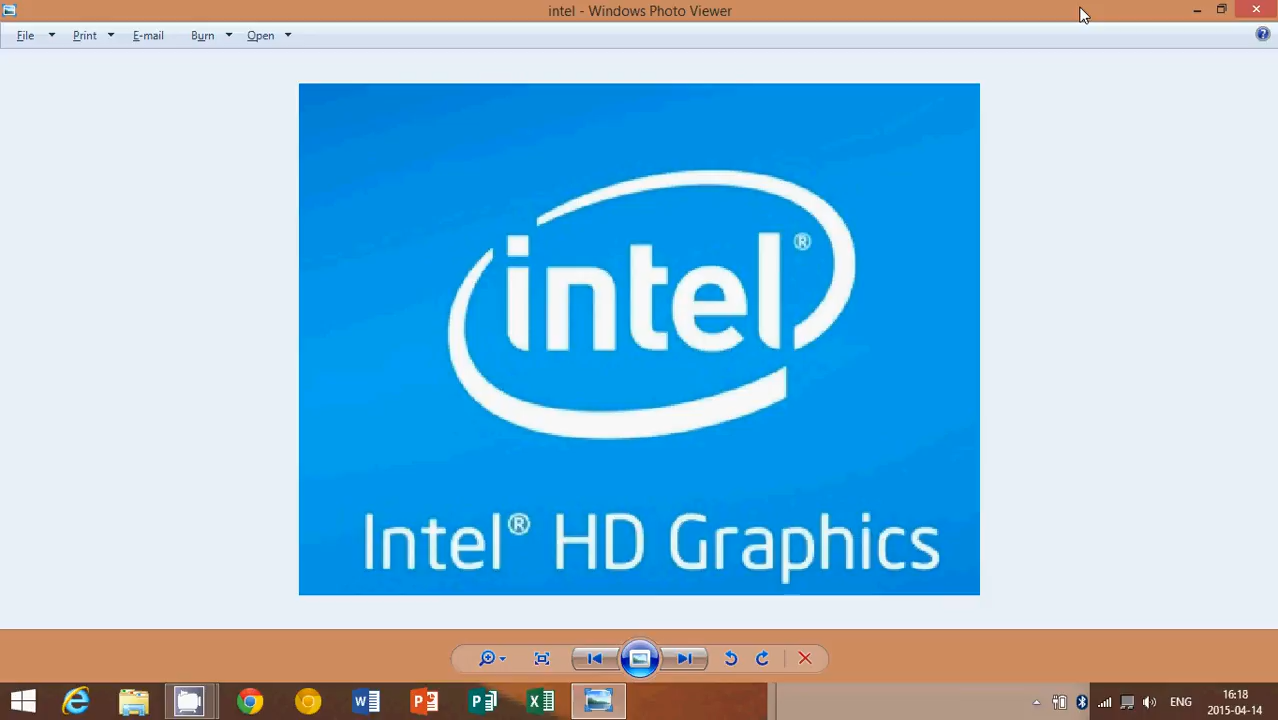 intel - Windows Photo Viewer
File Print E-mail Burn Open
intel®
Intel® HD Graphics
ENG
16:18
2015-04-14